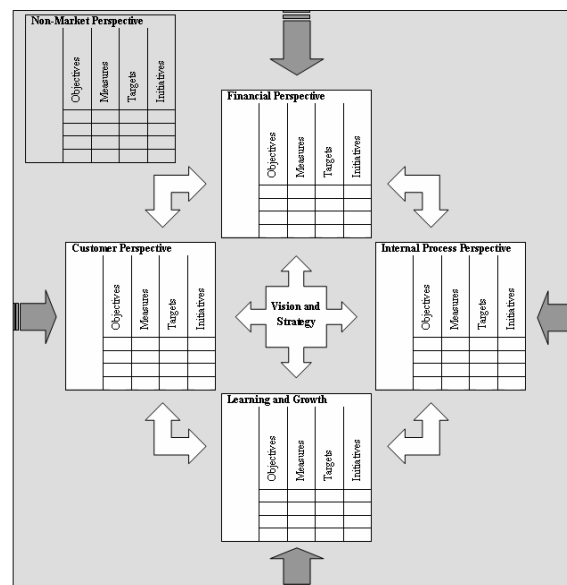 Non-Market Perspective
Objectives
Measures
Targets
Initiatives
Financial Perspective
Objectives
Measures
Targets
Initiatives
Customer Perspective
Objectives
Measures
Targets
Initiatives
Vision and
Strategy
Internal Process Perspective
Objectives
Measures
Targets
Initiatives
Learning and Growth
Objectives
Measures
Targets
Initiatives